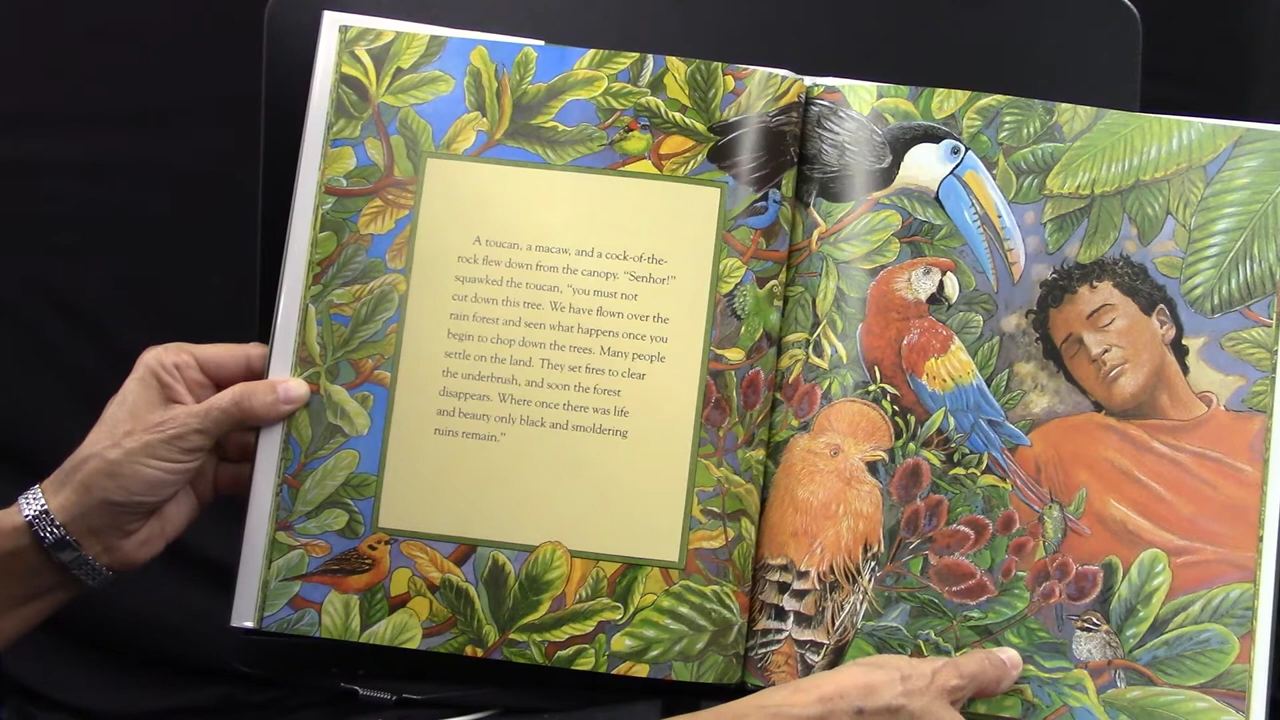 A toucan, a macaw, and a cock-of-the-
rock flew down from the canopy. "Senhor!"
squawked the toucan, "you must not
cut down this tree. We have flown over the
rain forest and seen what happens once you
begin to chop down the trees. Many people
settle on the land. They set fires to clear
the underbrush, and soon the forest
disappears. Where once there was life
and beauty only black and smoldering
ruins remain."